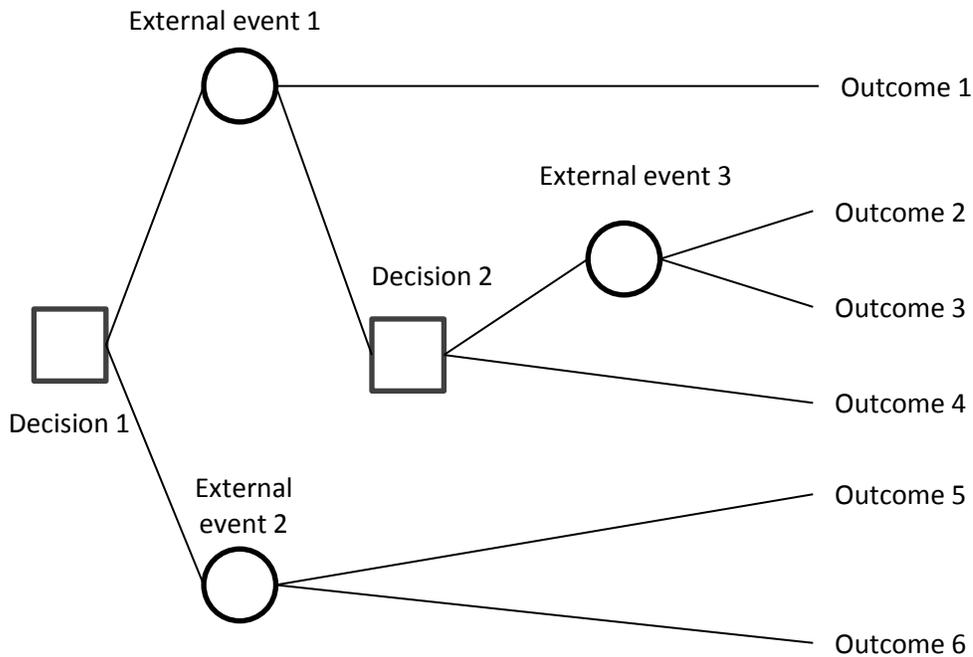 External event 1
Outcome 1
External event 3
Outcome 2
Decision 2
Outcome 3
Outcome 4
Decision 1
External
event 2
Outcome 5
Outcome 6